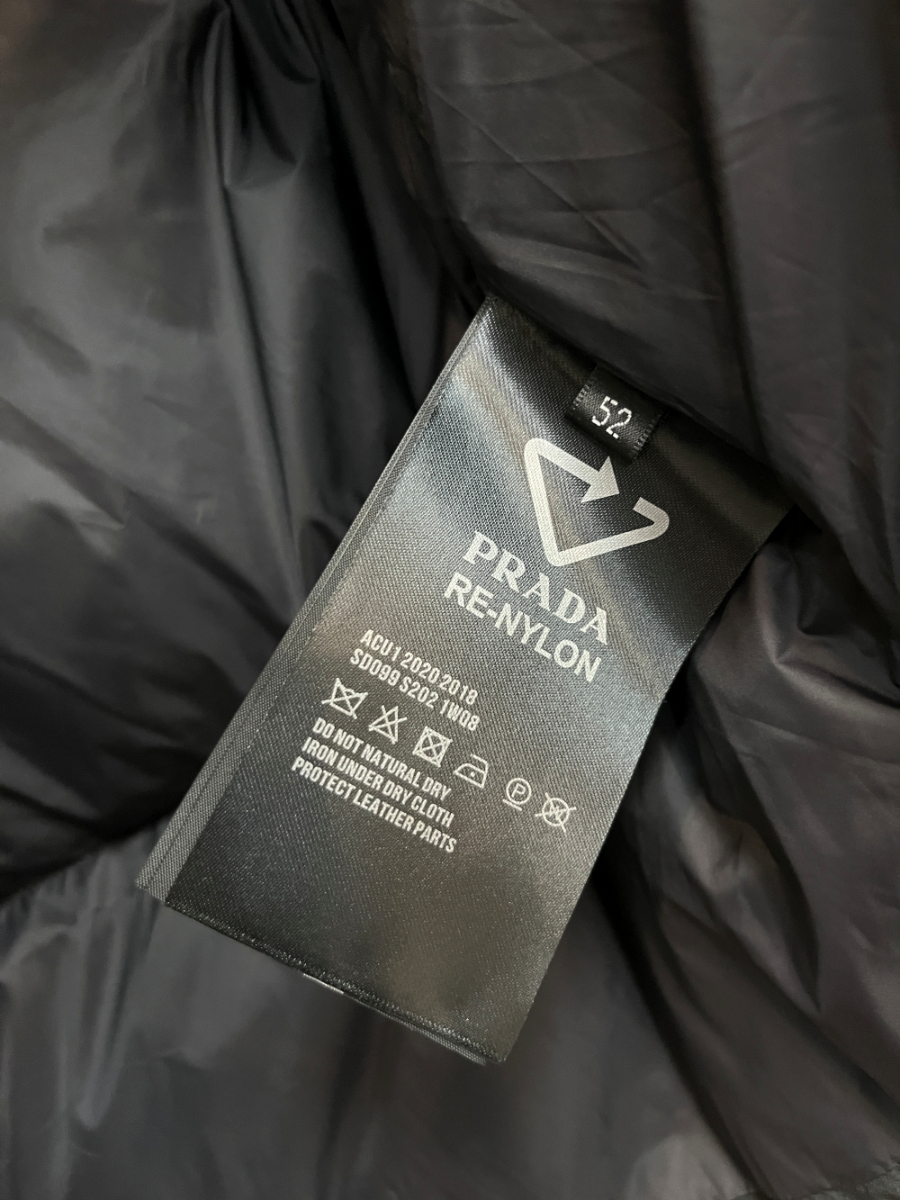 52
PRADA
RE-NYLON
ACU1 2020 2018
SD099 S202 1WQ8
P
DO NOT NATURAL DRY
IRON UNDER DRY CLOTH
PROTECT LEATHER PARTS